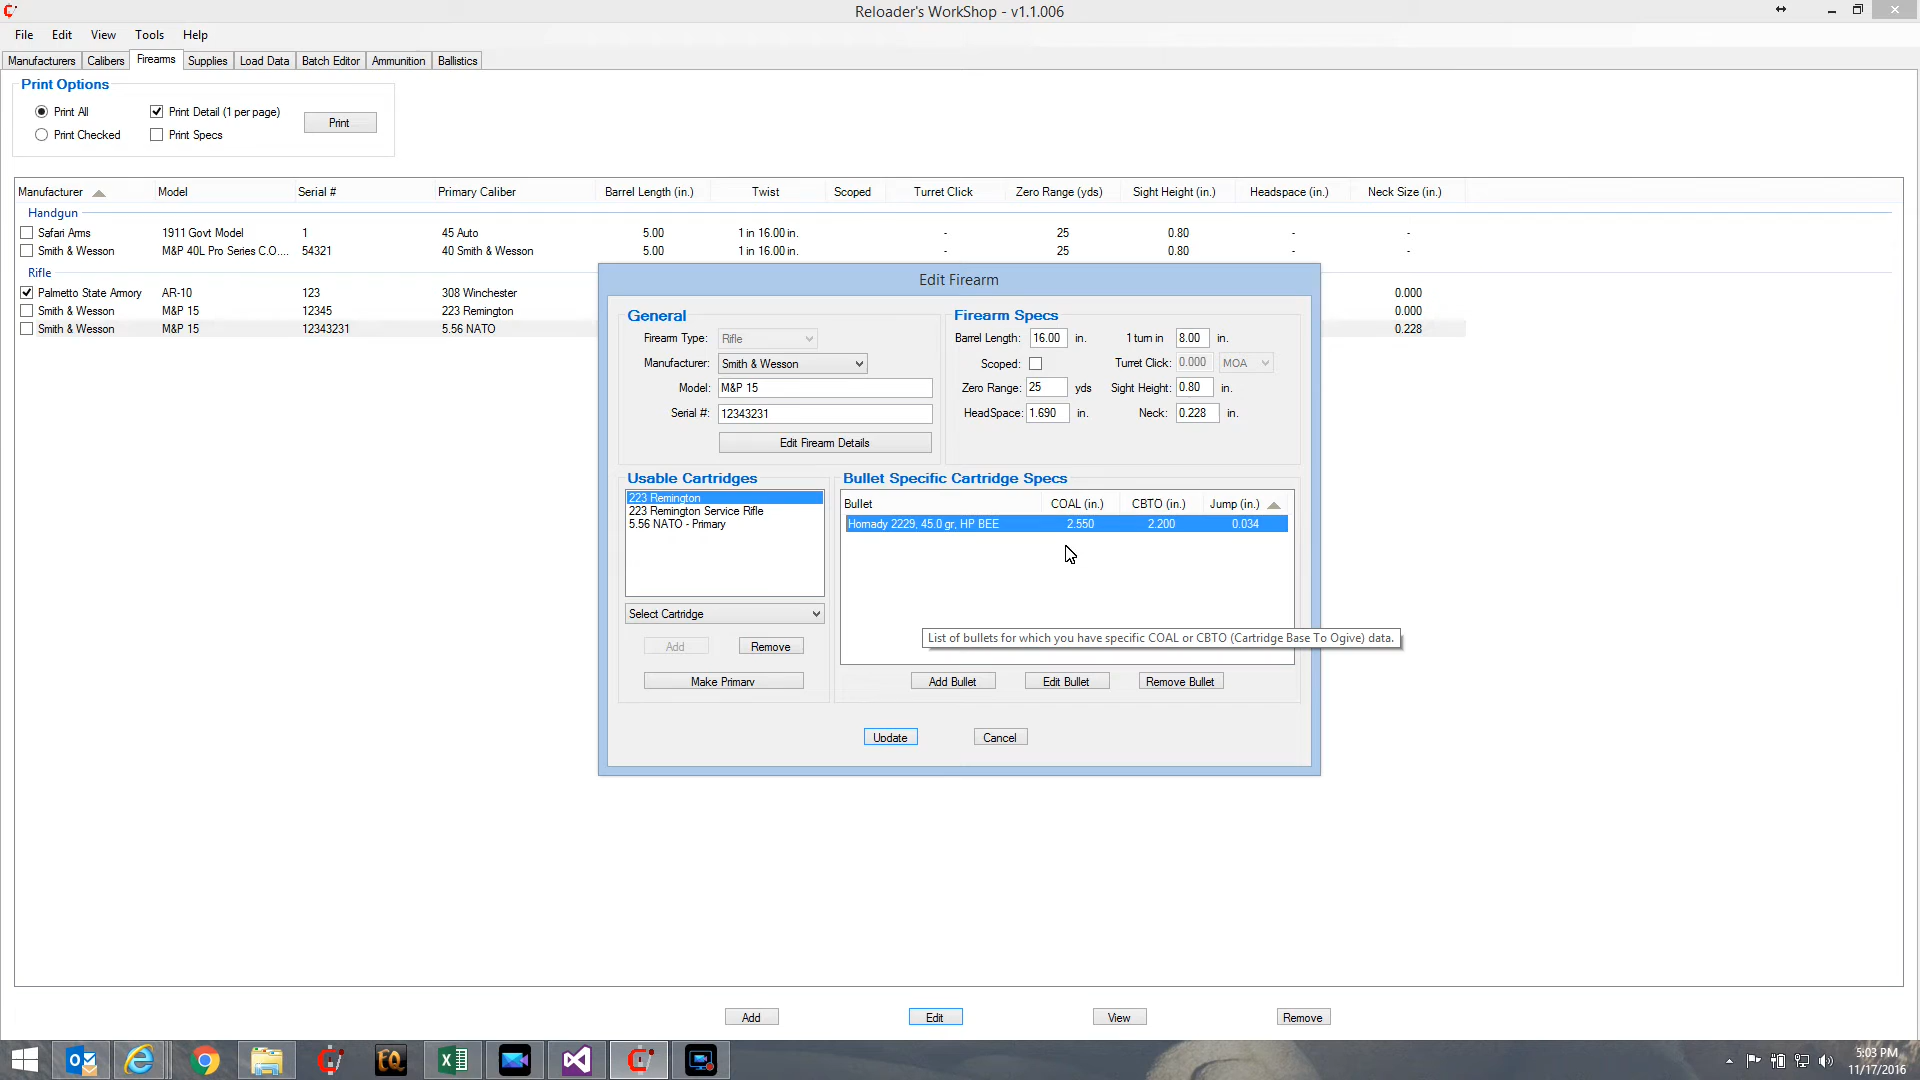 Reloader's WorkShop - v1.1.006
File Edit View Tools Help
Manufacturers Calibers Firearms Supplies Load Data Batch Editor Ammunition Ballistics
Print Options
Print All Print Detail (1 per page) Print
Print Checked Print Specs
Manufacturer Model Serial # Primary Caliber Barrel Length (in.) Twist Scoped Turret Click Zero Range (yds) Sight Height (in.) Headspace (in.) Neck Size (in.)
Handgun
Safari Arms 1911 Govt Model 1 45 Auto 5.00 1 in 16.00 in. - 25 0.80 - -
Smith & Wesson M&P 40L Pro Series C.O.... 54321 40 Smith & Wesson 5.00 1 in 16.00 in. - 25 0.80 - -
Rifle
Palmetto State Armory AR-10 123 308 Winchester 0.000
Smith & Wesson M&P 15 12345 223 Remington 0.000
Smith & Wesson M&P 15 12343231 5.56 NATO 0.228
Edit Firearm
General
Firearm Type: Rifle
Manufacturer: Smith & Wesson
Model: M&P 15
Serial #: 12343231
Edit Firearm Details
Firearm Specs
Barrel Length: 16.00 in. 1 turn in 8.00 in.
Scoped: Turret Click: 0.000 MOA
Zero Range: 25 yds Sight Height: 0.80 in.
HeadSpace: 1.690 in. Neck: 0.228 in.
Usable Cartridges
223 Remington
223 Remington Service Rifle
5.56 NATO - Primary
Select Cartridge
Add Remove
Make Primary
Bullet Specific Cartridge Specs
Bullet COAL (in.) CBTO (in.) Jump (in.)
Hornady 2229, 45.0 gr, HP BEE 2.550 2.200 0.034
List of bullets for which you have specific COAL or CBTO (Cartridge Base To Ogive) data.
Add Bullet Edit Bullet Remove Bullet
Update Cancel
Add Edit View Remove
5:03 PM
11/17/2016